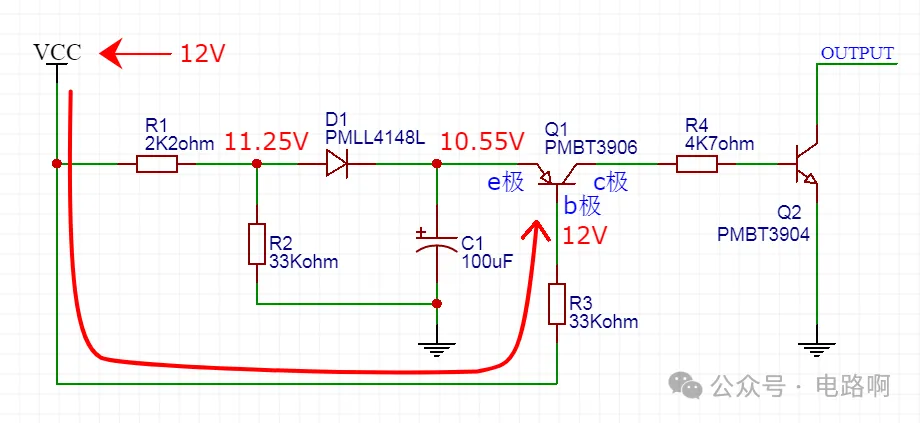 VCC
12V
OUTPUT
R1
2K2ohm
11.25V
D1
PMLL4148L
10.55V
Q1
PMBT3906
R4
4K7ohm
e极
c极
b极
12V
R2
33Kohm
+
C1
100uF
Q2
PMBT3904
R3
33Kohm
公众号 · 电路啊